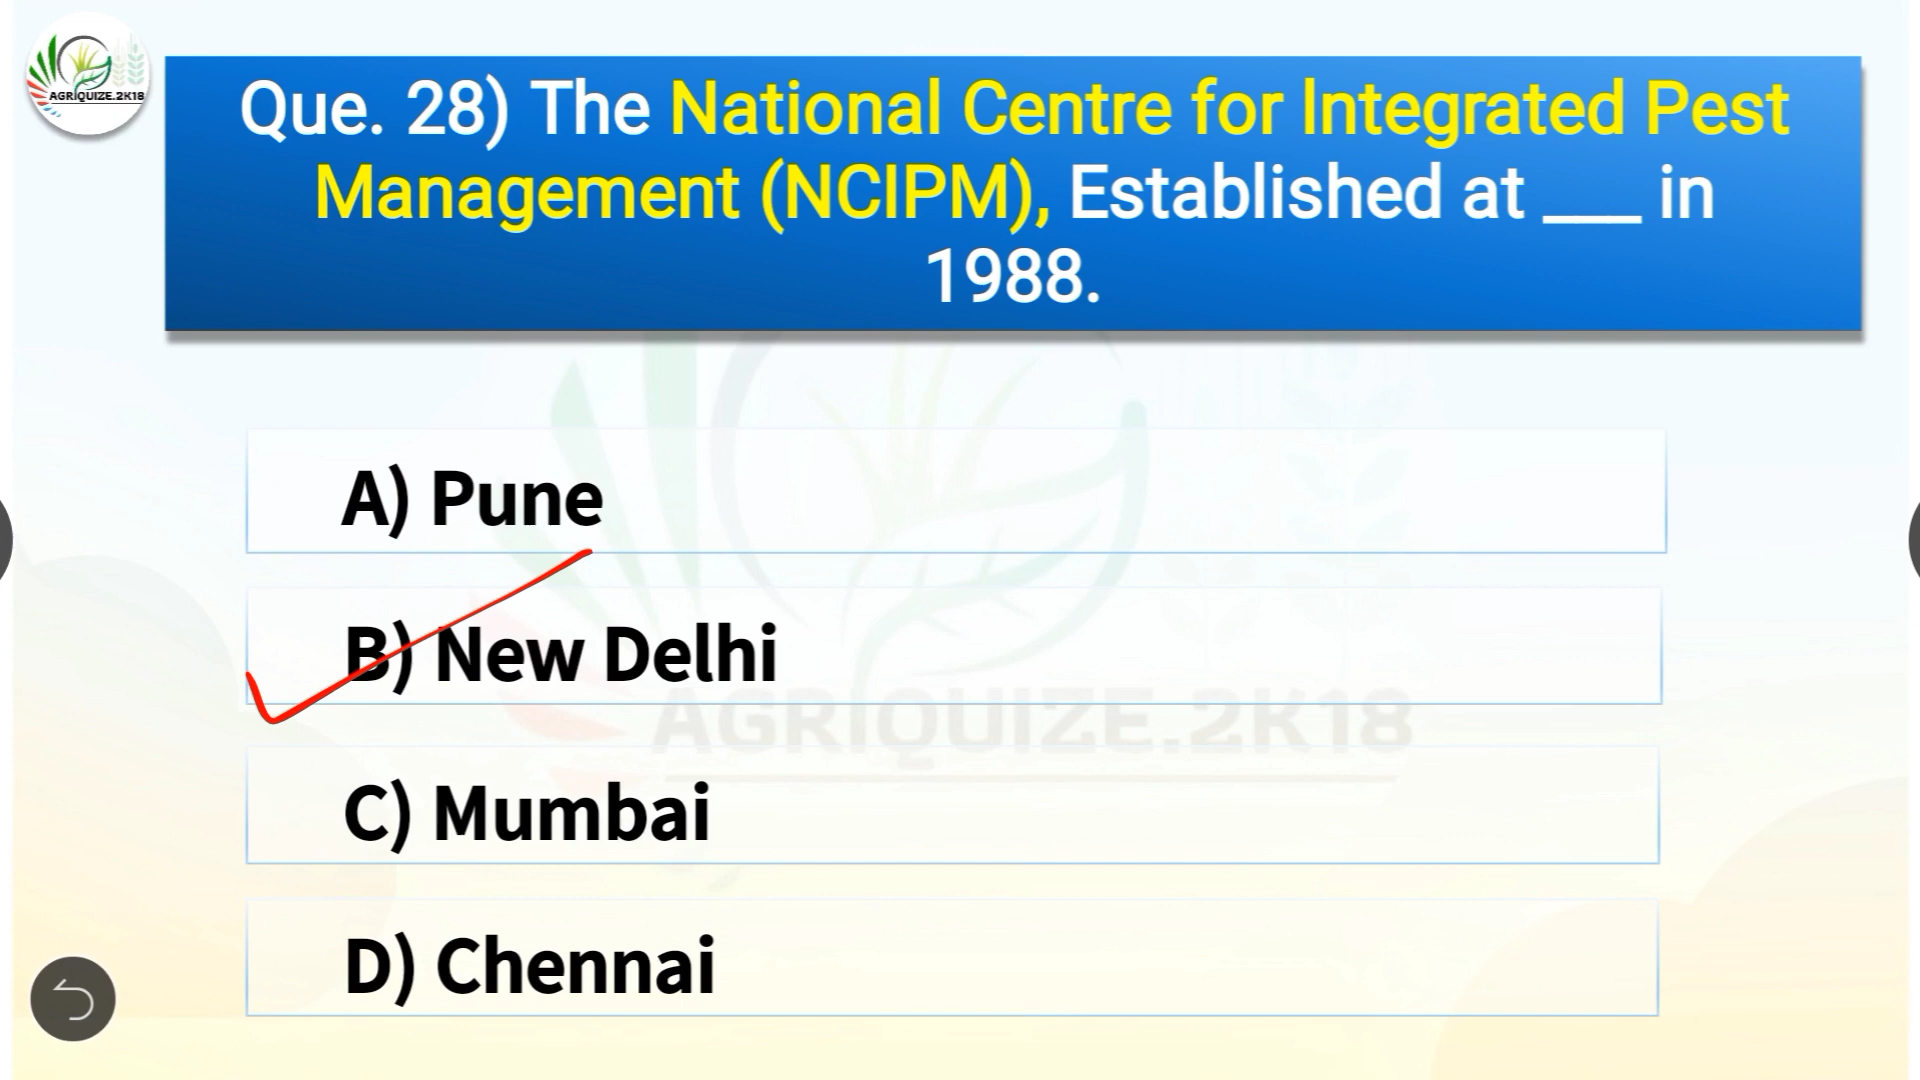 AGRIQUIZE.2K18
Que. 28) The National Centre for Integrated Pest
Management (NCIPM), Established at ___ in
1988.
A) Pune
B) New Delhi
AGRIQUIZE.2K18
C) Mumbai
D) Chennai